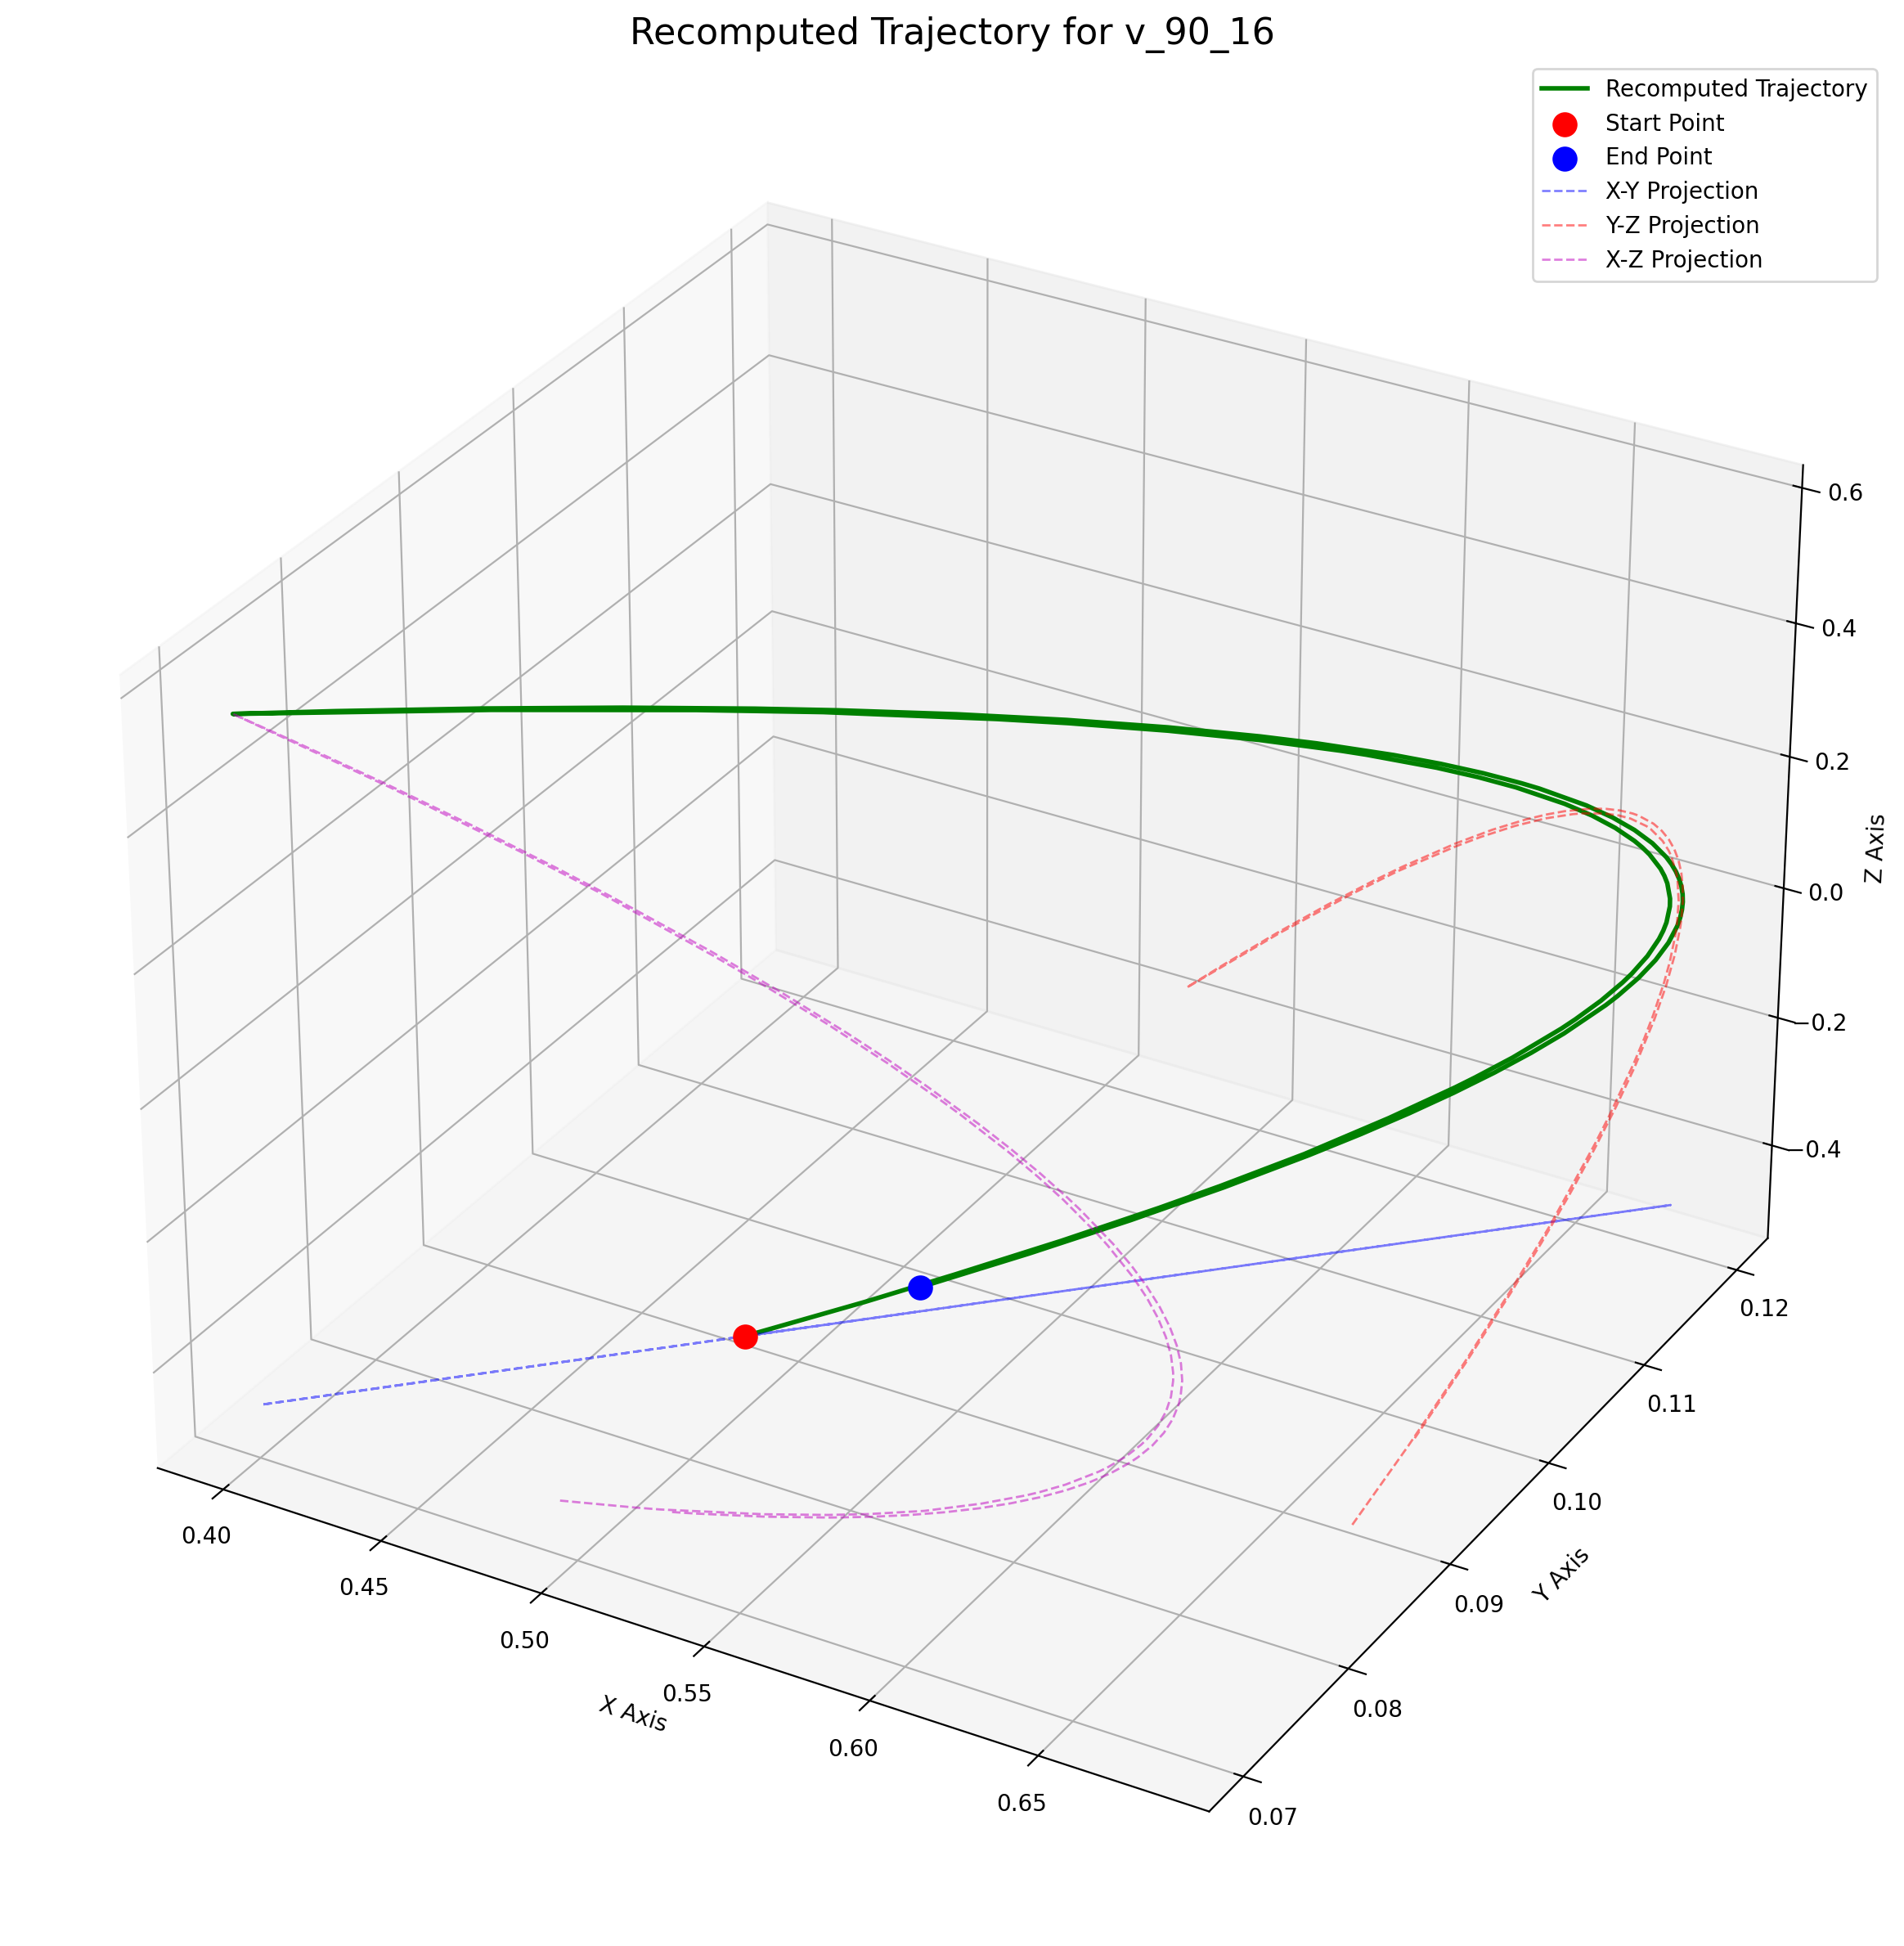 Recomputed Trajectory for v_90_16
Recomputed Trajectory
Start Point
End Point
X-Y Projection
Y-Z Projection
X-Z Projection
0.6
0.4
0.2
0.0
−0.2
−0.4
Z Axis
0.12
0.11
0.10
0.09
0.08
0.07
Y Axis
0.40
0.45
0.50
0.55
0.60
0.65
X Axis